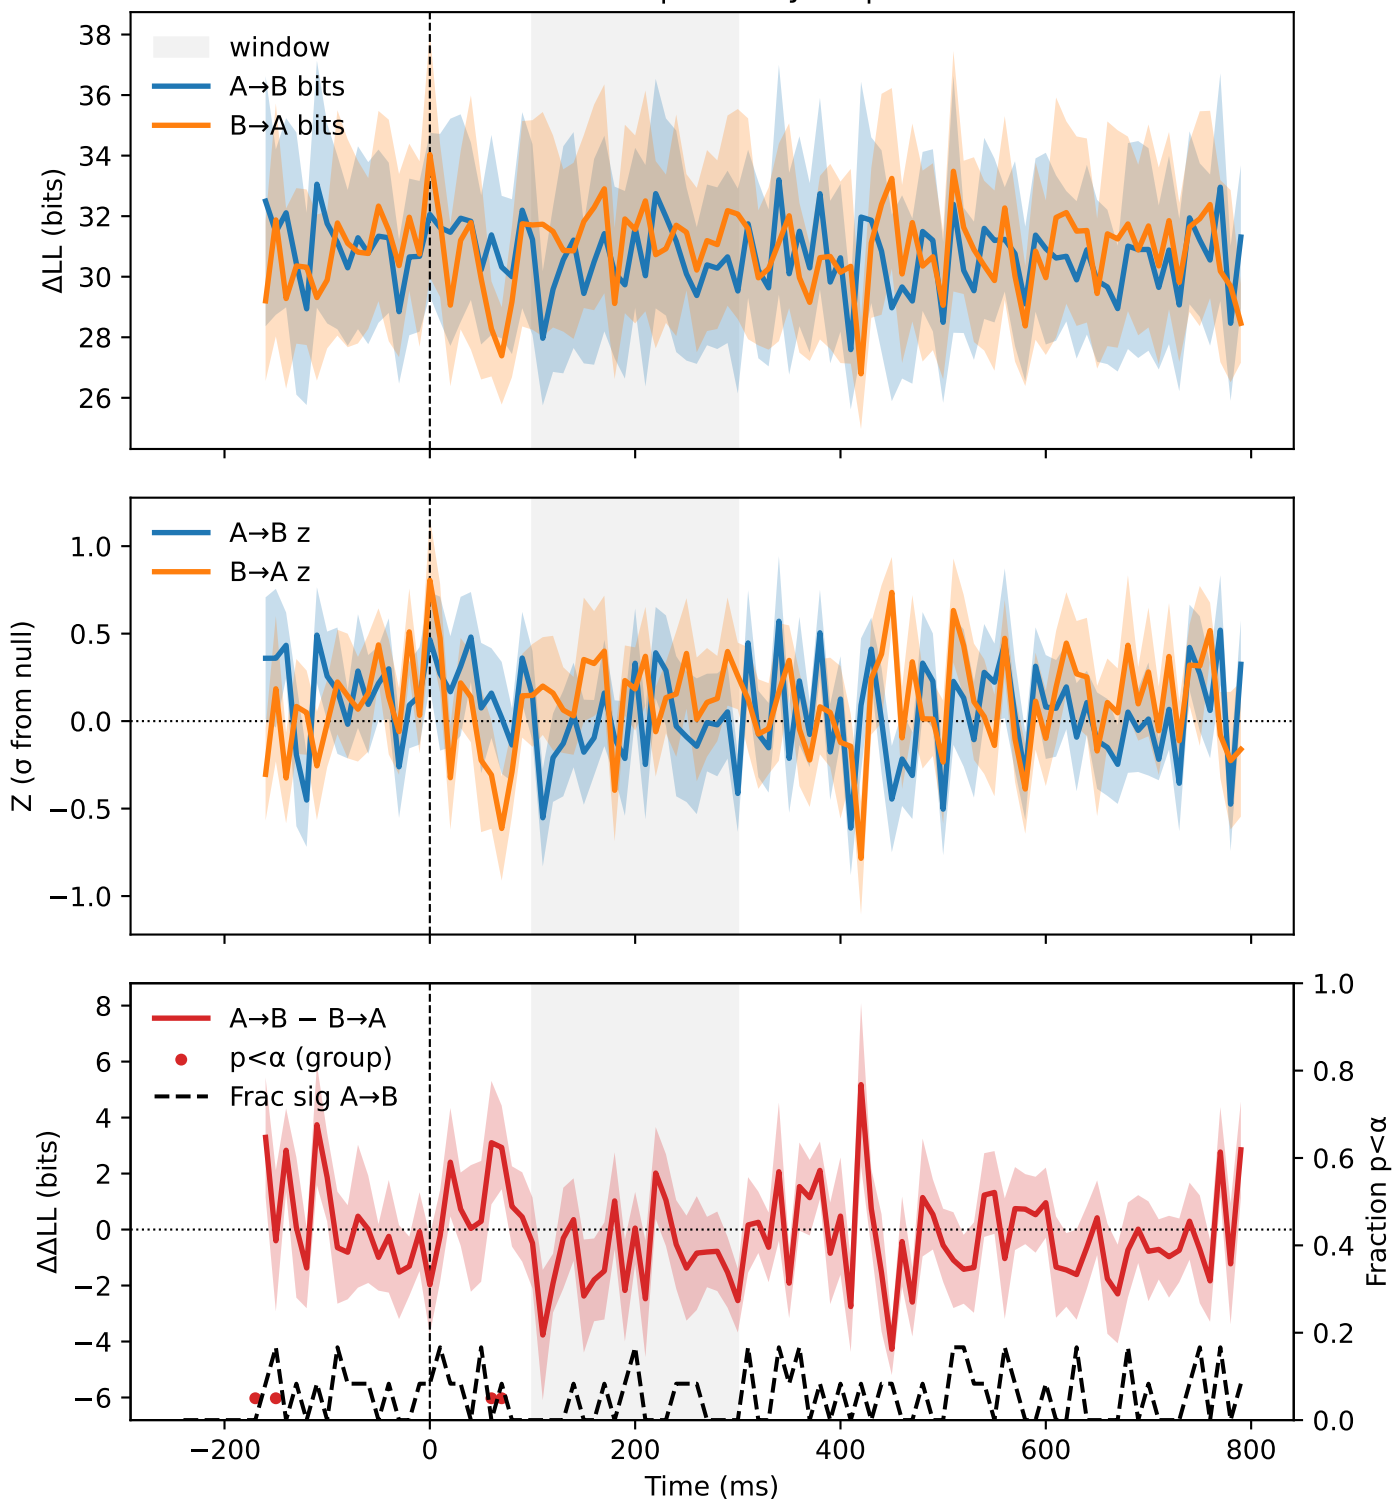 38
36
34
32
30
28
26
ΔLL (bits)
window
A→B bits
B→A bits
1.0
0.5
0.0
−0.5
−1.0
Z (σ from null)
A→B z
B→A z
8
6
4
2
0
−2
−4
−6
ΔΔLL (bits)
A→B − B→A
p<α (group)
Frac sig A→B
1.0
0.8
0.6
0.4
0.2
0.0
Fraction p<α
−200
0
200
400
600
800
Time (ms)